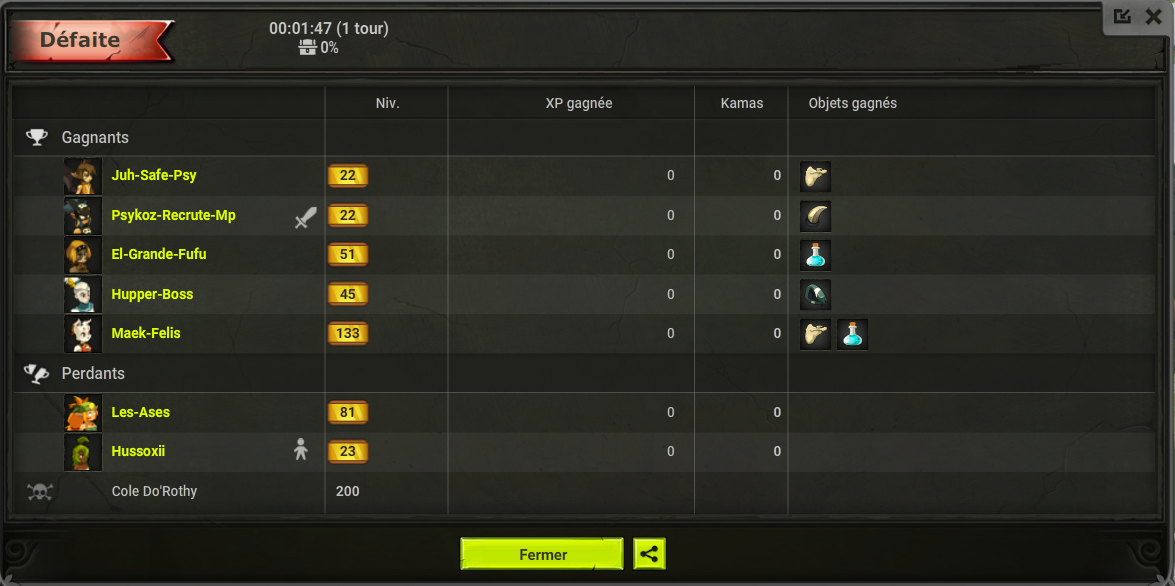 Défaite
00:01:47 (1 tour)
0%
Niv. XP gagnée Kamas Objets gagnés
Gagnants
Juh-Safe-Psy 22 0 0
Psykoz-Recrute-Mp 22 0 0
El-Grande-Fufu 51 0 0
Hupper-Boss 45 0 0
Maek-Felis 133 0 0
Perdants
Les-Ases 81 0 0
Hussoxii 23 0 0
Cole Do'Rothy 200
Fermer